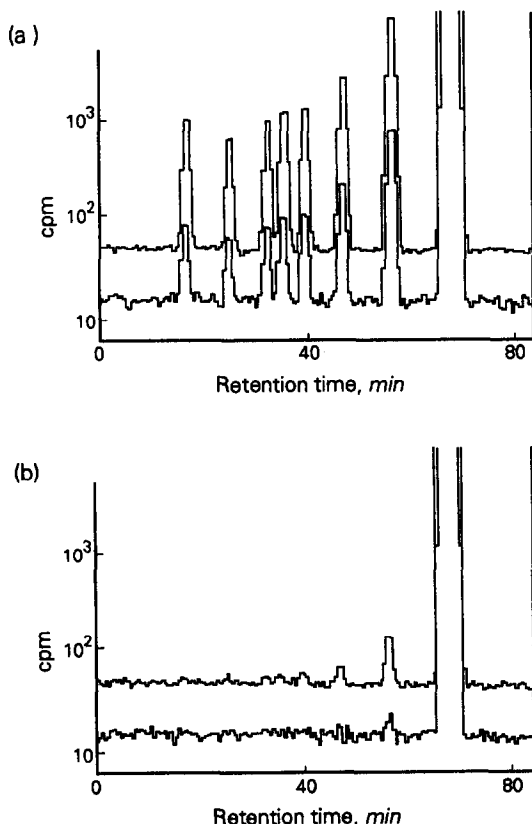 (a)
10³
10²
10
cpm
0 40 80
Retention time, min
(b)
10³
10²
10
cpm
0 40 80
Retention time, min